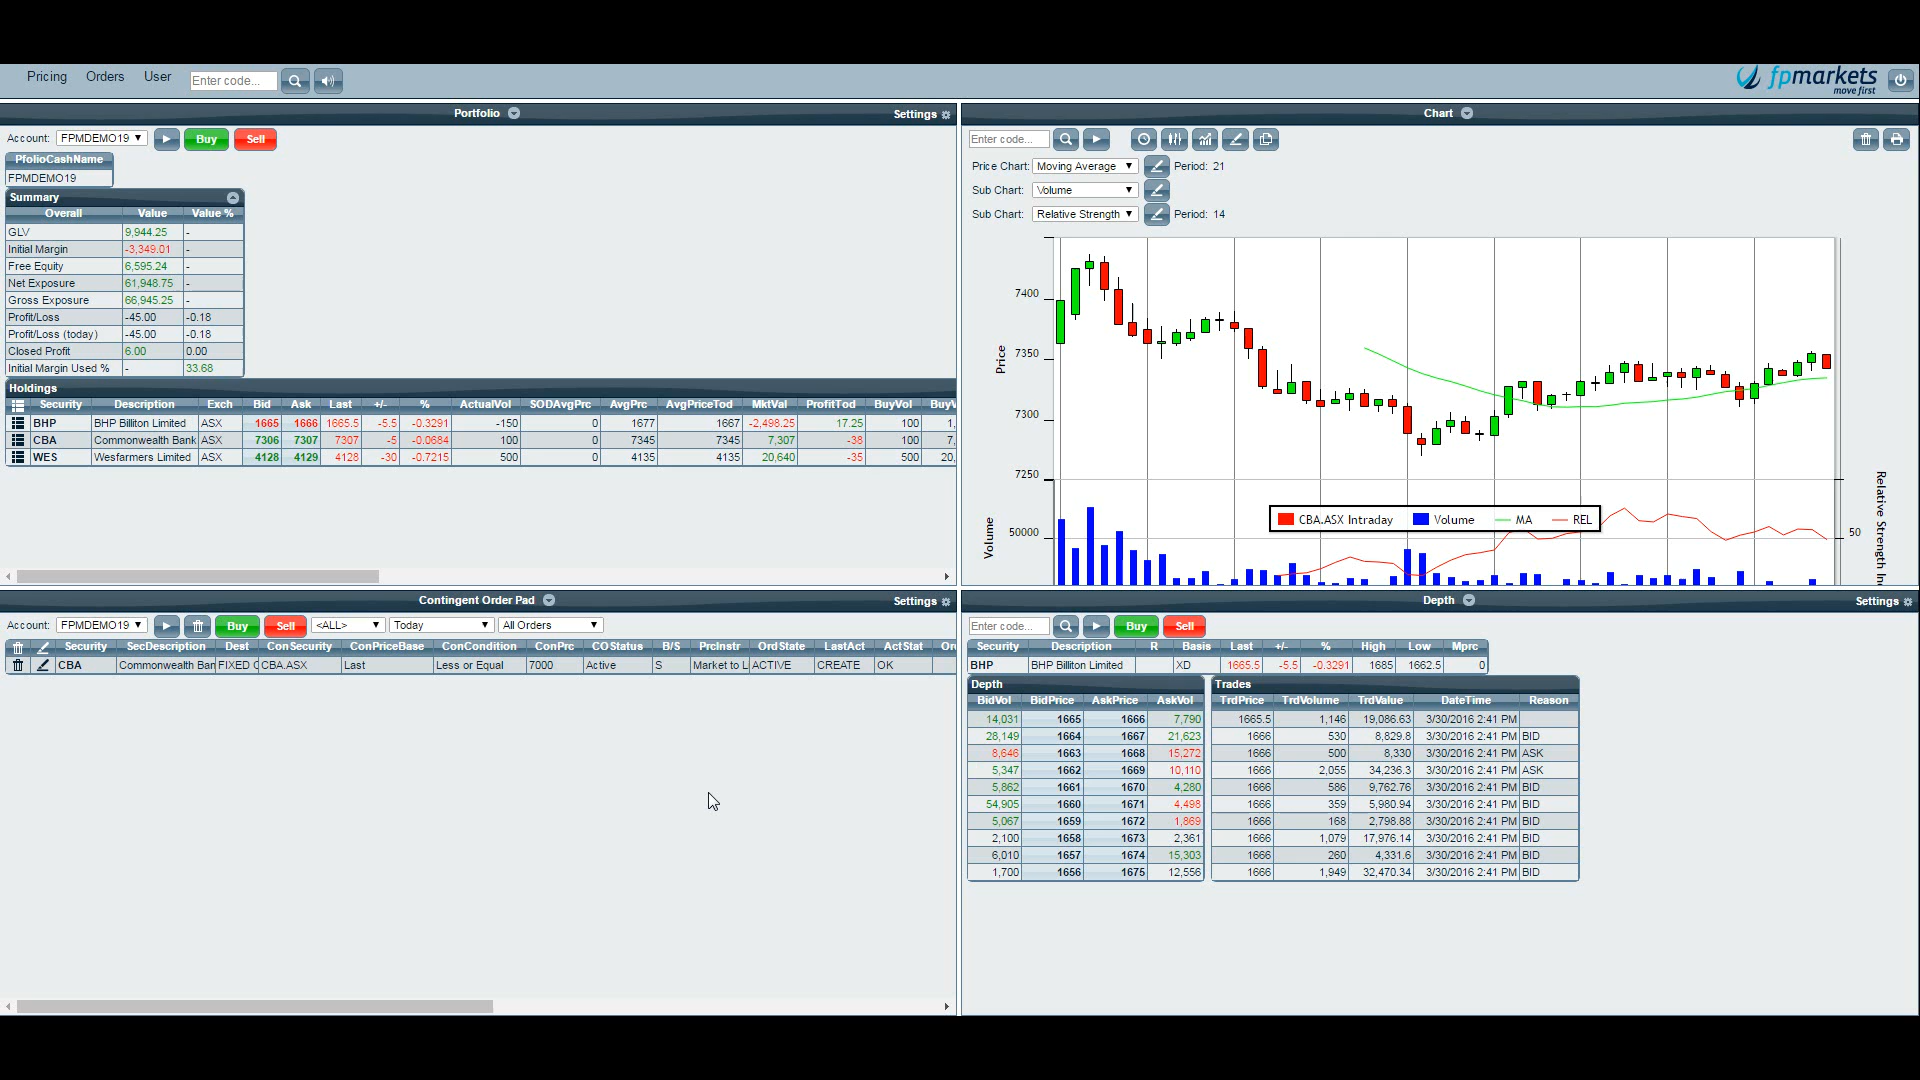 Pricing Orders User Enter code... fpmarkets
move first
Portfolio Settings
Account: FPMDEMO19 Buy Sell
PfolioCashName
FPMDEMO19
Summary
Overall Value Value %
GLV 9,944.25 -
Initial Margin -3,349.01 -
Free Equity 6,595.24 -
Net Exposure 61,948.75 -
Gross Exposure 66,945.25 -
Profit/Loss -45.00 -0.18
Profit/Loss (today) -45.00 -0.18
Closed Profit 6.00 0.00
Initial Margin Used % - 33.68
Holdings
Security Description Exch Bid Ask Last +/- % ActualVol SODAvgPrc AvgPrc AvgPriceTod MktVal ProfitTod BuyVol BuyV
BHP BHP Billiton Limited ASX 1665 1666 1665.5 -5.5 -0.3291 -150 0 1677 1667 -2,498.25 17.25 100 1,
CBA Commonwealth Bank ASX 7306 7307 7307 -5 -0.0684 100 0 7345 7345 7,307 -38 100 7,
WES Wesfarmers Limited ASX 4128 4129 4128 -30 -0.7215 500 0 4135 4135 20,640 -35 500 20,
Chart
Enter code...
Price Chart: Moving Average Period: 21
Sub Chart: Volume
Sub Chart: Relative Strength Period: 14
Price
7400
7350
7300
7250
Volume
50000
CBA.ASX Intraday Volume MA REL
50
Relative Strength In
Contingent Order Pad Settings
Account: FPMDEMO19 Buy Sell <ALL> Today All Orders
Security SecDescription Dest ConSecurity ConPriceBase ConCondition ConPrc COStatus B/S PrcInstr OrdState LastAct ActStat Ord
CBA Commonwealth Ban FIXED C CBA.ASX Last Less or Equal 7000 Active S Market to L ACTIVE CREATE OK
Depth Settings
Enter code... Buy Sell
Security Description R Basis Last +/- % High Low Mprc
BHP BHP Billiton Limited XD 1665.5 -5.5 -0.3291 1685 1662.5 0
Depth
BidVol BidPrice AskPrice AskVol
14,031 1665 1666 7,790
28,149 1664 1667 21,623
8,646 1663 1668 15,272
5,347 1662 1669 10,110
5,862 1661 1670 4,280
54,905 1660 1671 4,498
5,067 1659 1672 1,869
2,100 1658 1673 2,361
6,010 1657 1674 15,303
1,700 1656 1675 12,556
Trades
TrdPrice TrdVolume TrdValue DateTime Reason
1665.5 1,146 19,086.63 3/30/2016 2:41 PM
1666 530 8,829.8 3/30/2016 2:41 PM BID
1666 500 8,330 3/30/2016 2:41 PM ASK
1666 2,055 34,236.3 3/30/2016 2:41 PM ASK
1666 586 9,762.76 3/30/2016 2:41 PM BID
1666 359 5,980.94 3/30/2016 2:41 PM BID
1666 168 2,798.88 3/30/2016 2:41 PM BID
1666 1,079 17,976.14 3/30/2016 2:41 PM BID
1666 260 4,331.6 3/30/2016 2:41 PM BID
1666 1,949 32,470.34 3/30/2016 2:41 PM BID